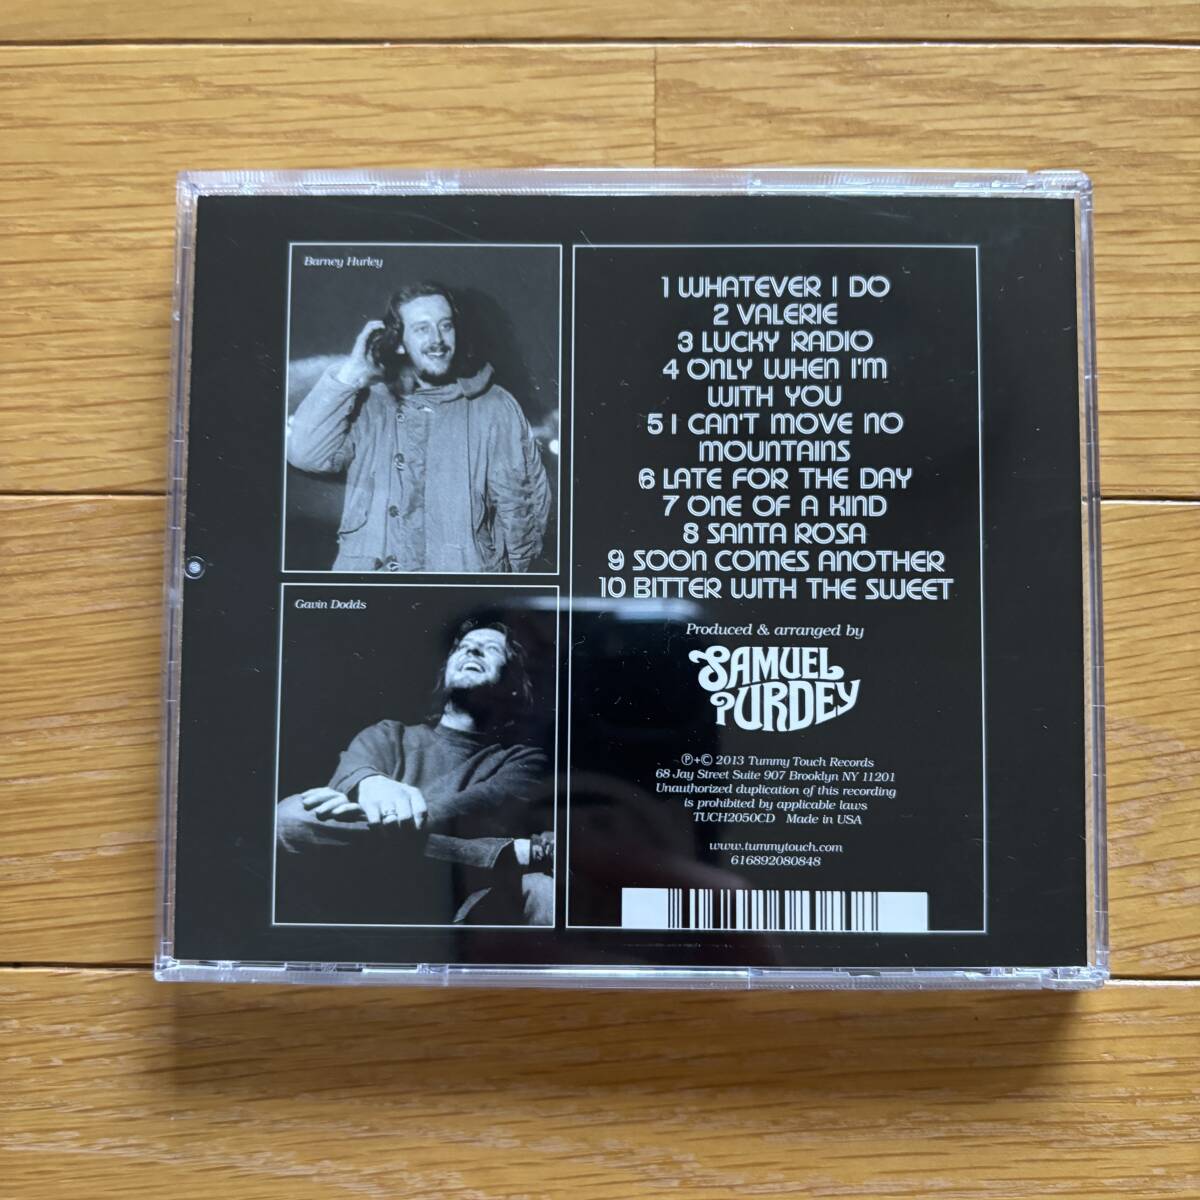 Barney Hurley
Gavin Dodds
1 WHATEVER I DO
2 VALERIE
3 LUCKY RADIO
4 ONLY WHEN I'M
WITH YOU
5 I CAN'T MOVE NO
MOUNTAINS
6 LATE FOR THE DAY
7 ONE OF A KIND
8 SANTA ROSA
9 SOON COMES ANOTHER
10 BITTER WITH THE SWEET
Produced & arranged by
SAMUEL
PURDEY
℗+© 2013 Tummy Touch Records
68 Jay Street Suite 907 Brooklyn NY 11201
Unauthorized duplication of this recording
is prohibited by applicable laws
TUCH2050CD Made in USA
www.tummytouch.com
616892080848